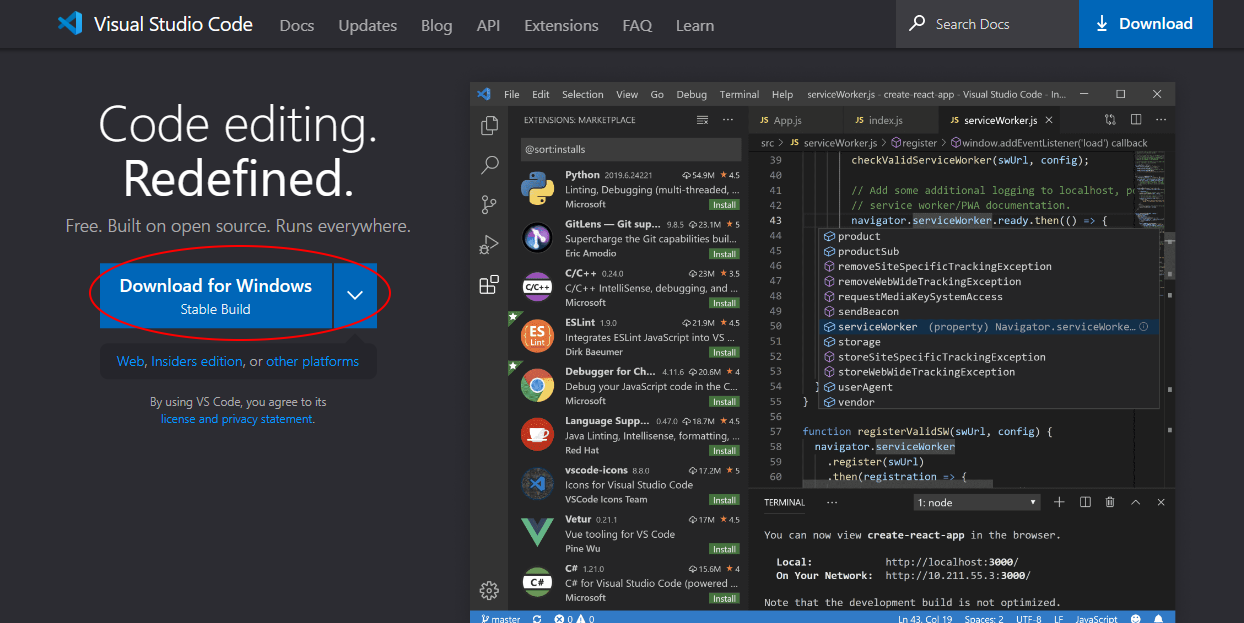 Visual Studio Code Docs Updates Blog API Extensions FAQ Learn Search Docs Download
Code editing.
Redefined.
Free. Built on open source. Runs everywhere.
Download for Windows
Stable Build
Web, Insiders edition, or other platforms
By using VS Code, you agree to its
license and privacy statement.
File Edit Selection View Go Debug Terminal Help serviceWorker.js - create-react-app - Visual Studio Code - In...
EXTENSIONS: MARKETPLACE
@sort:installs
Python 2019.6.24221 54.9M ★ 4.5
Linting, Debugging (multi-threaded, ...
Microsoft Install
GitLens — Git sup... 9.8.5 23.1M ★ 5
Supercharge the Git capabilities buil...
Eric Amodio Install
C/C++
C/C++ 0.24.0 23M ★ 3.5
C/C++ IntelliSense, debugging, and ...
Microsoft Install
ES
Lint
ESLint 1.9.0 21.9M ★ 4.5
Integrates ESLint JavaScript into VS ...
Dirk Baeumer Install
Debugger for Ch... 4.11.6 20.6M ★ 4
Debug your JavaScript code in the C...
Microsoft Install
Language Supp... 0.47.0 18.7M ★ 4.5
Java Linting, Intellisense, formatting, ...
Red Hat Install
vscode-icons 8.8.0 17.2M ★ 5
Icons for Visual Studio Code
VSCode Icons Team Install
Vetur 0.21.1 17M ★ 4.5
Vue tooling for VS Code
Pine Wu Install
C#
C# 1.21.0 15.6M ★ 4
C# for Visual Studio Code (powered ...
Microsoft Install
JS App.js JS index.js JS serviceWorker.js
src > JS serviceWorker.js > register > window.addEventListener('load') callback
39 checkValidServiceWorker(swUrl, config);
40
41 // Add some additional logging to localhost, po
42 // service worker/PWA documentation.
43 navigator.serviceWorker.ready.then(() => {
44 product
45 productSub
46 removeSiteSpecificTrackingException
47 removeWebWideTrackingException
48 requestMediaKeySystemAccess
49 sendBeacon
50 serviceWorker (property) Navigator.serviceWorke...
51 storage
52 storeSiteSpecificTrackingException
53 storeWebWideTrackingException
54 } userAgent
55 } vendor
56
57 function registerValidSW(swUrl, config) {
58 navigator.serviceWorker
59 .register(swUrl)
60 .then(registration => {
TERMINAL ... 1: node
You can now view create-react-app in the browser.
Local: http://localhost:3000/
On Your Network: http://10.211.55.3:3000/
Note that the development build is not optimized.
master 0 0 Ln 43, Col 19 Spaces: 2 UTF-8 LF JavaScript